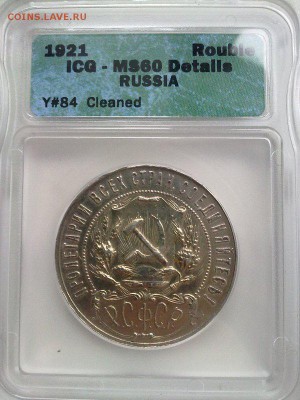 COINS.LAVE.RU
1921 Rouble
ICG - MS60 Details
RUSSIA
Y#84 Cleaned
ПРОЛЕТАРИИ ВСЕХ СТРАН, СОЕДИНЯЙТЕСЬ!
Р.С.Ф.С.Р.